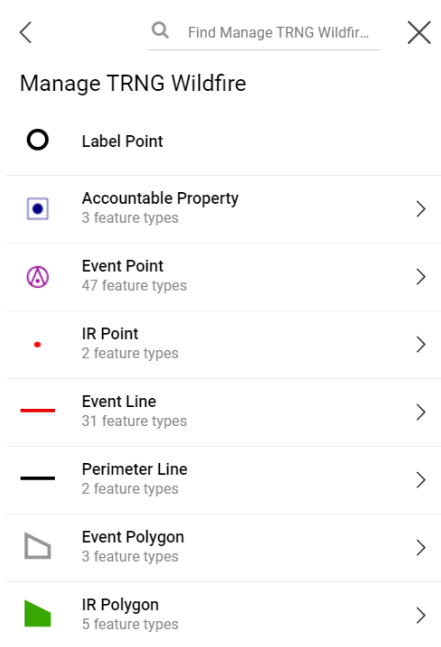 Find Manage TRNG Wildfir...
Manage TRNG Wildfire
Label Point
Accountable Property
3 feature types
Event Point
47 feature types
IR Point
2 feature types
Event Line
31 feature types
Perimeter Line
2 feature types
Event Polygon
3 feature types
IR Polygon
5 feature types